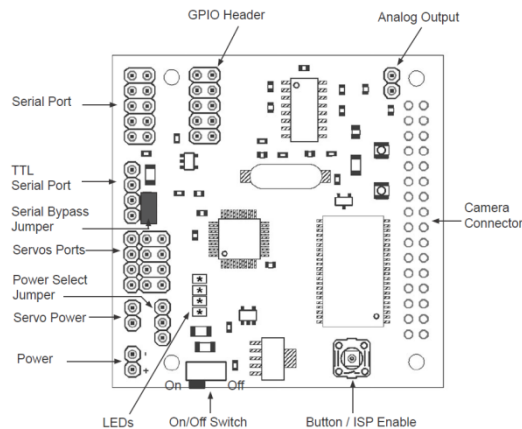 GPIO Header
Analog Output
Serial Port
TTL
Serial Port
Serial Bypass
Jumper
Servos Ports
Power Select
Jumper
Servo Power
Power
-
+
Camera
Connector
On
Off
LEDs
On/Off Switch
Button / ISP Enable